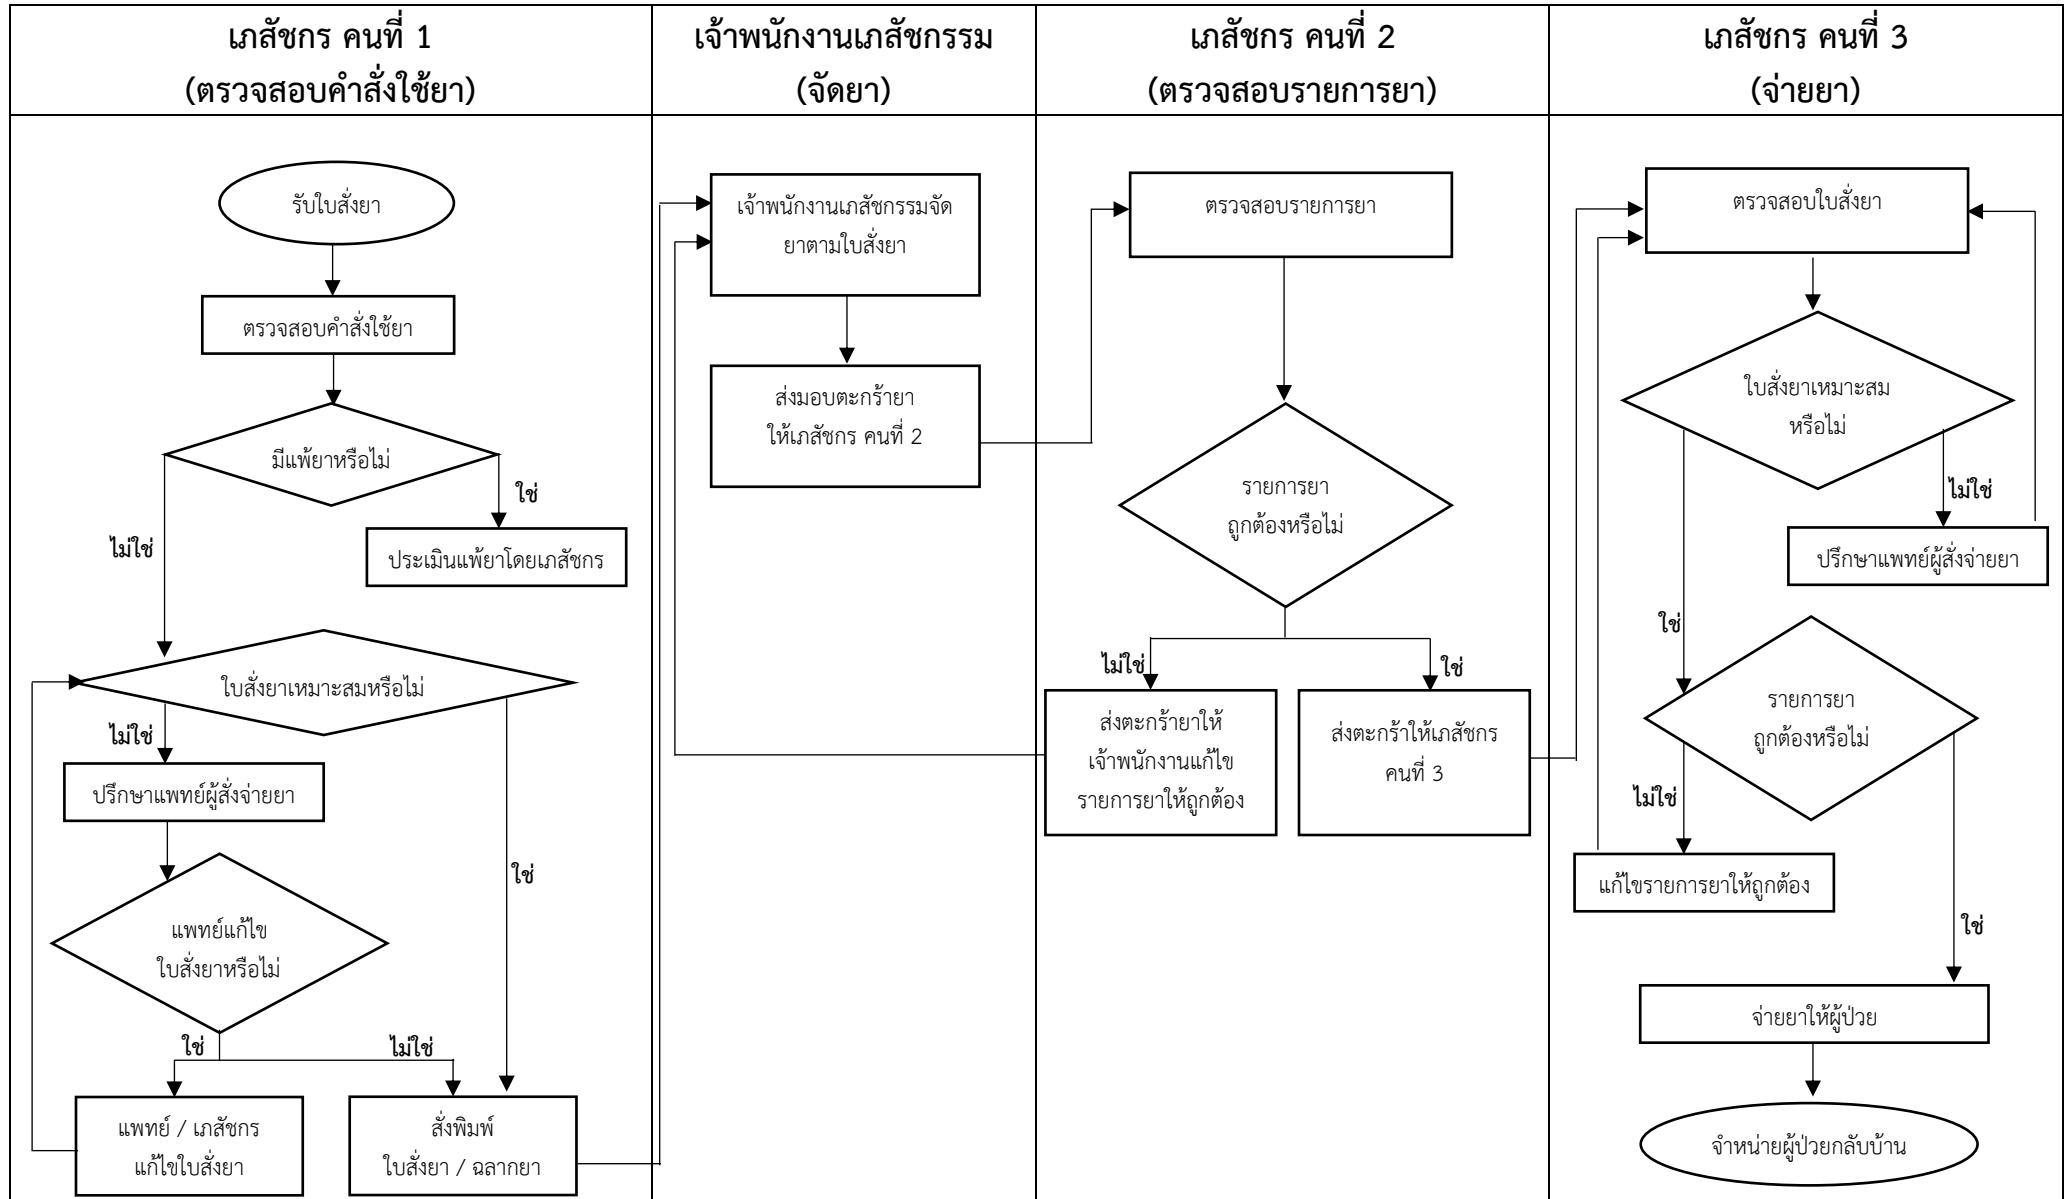 เภสัชกร คนที่ 1
(ตรวจสอบคำสั่งใช้ยา)
เจ้าพนักงานเภสัชกรรม
(จัดยา)
เภสัชกร คนที่ 2
(ตรวจสอบรายการยา)
เภสัชกร คนที่ 3
(จ่ายยา)
รับใบสั่งยา
ตรวจสอบคำสั่งใช้ยา
มีแพ้ยาหรือไม่
ใช่
ไม่ใช่
ประเมินแพ้ยาโดยเภสัชกร
ใบสั่งยาเหมาะสมหรือไม่
ไม่ใช่
ปรึกษาแพทย์ผู้สั่งจ่ายยา
ใช่
แพทย์แก้ไข
ใบสั่งยาหรือไม่
ใช่
ไม่ใช่
แพทย์ / เภสัชกร
แก้ไขใบสั่งยา
สั่งพิมพ์
ใบสั่งยา / ฉลากยา
เจ้าพนักงานเภสัชกรรมจัด
ยาตามใบสั่งยา
ส่งมอบตะกร้ายา
ให้เภสัชกร คนที่ 2
ตรวจสอบรายการยา
รายการยา
ถูกต้องหรือไม่
ไม่ใช่
ใช่
ส่งตะกร้ายาให้
เจ้าพนักงานแก้ไข
รายการยาให้ถูกต้อง
ส่งตะกร้าให้เภสัชกร
คนที่ 3
ตรวจสอบใบสั่งยา
ใบสั่งยาเหมาะสม
หรือไม่
ไม่ใช่
ปรึกษาแพทย์ผู้สั่งจ่ายยา
ใช่
รายการยา
ถูกต้องหรือไม่
ไม่ใช่
แก้ไขรายการยาให้ถูกต้อง
ใช่
จ่ายยาให้ผู้ป่วย
จำหน่ายผู้ป่วยกลับบ้าน